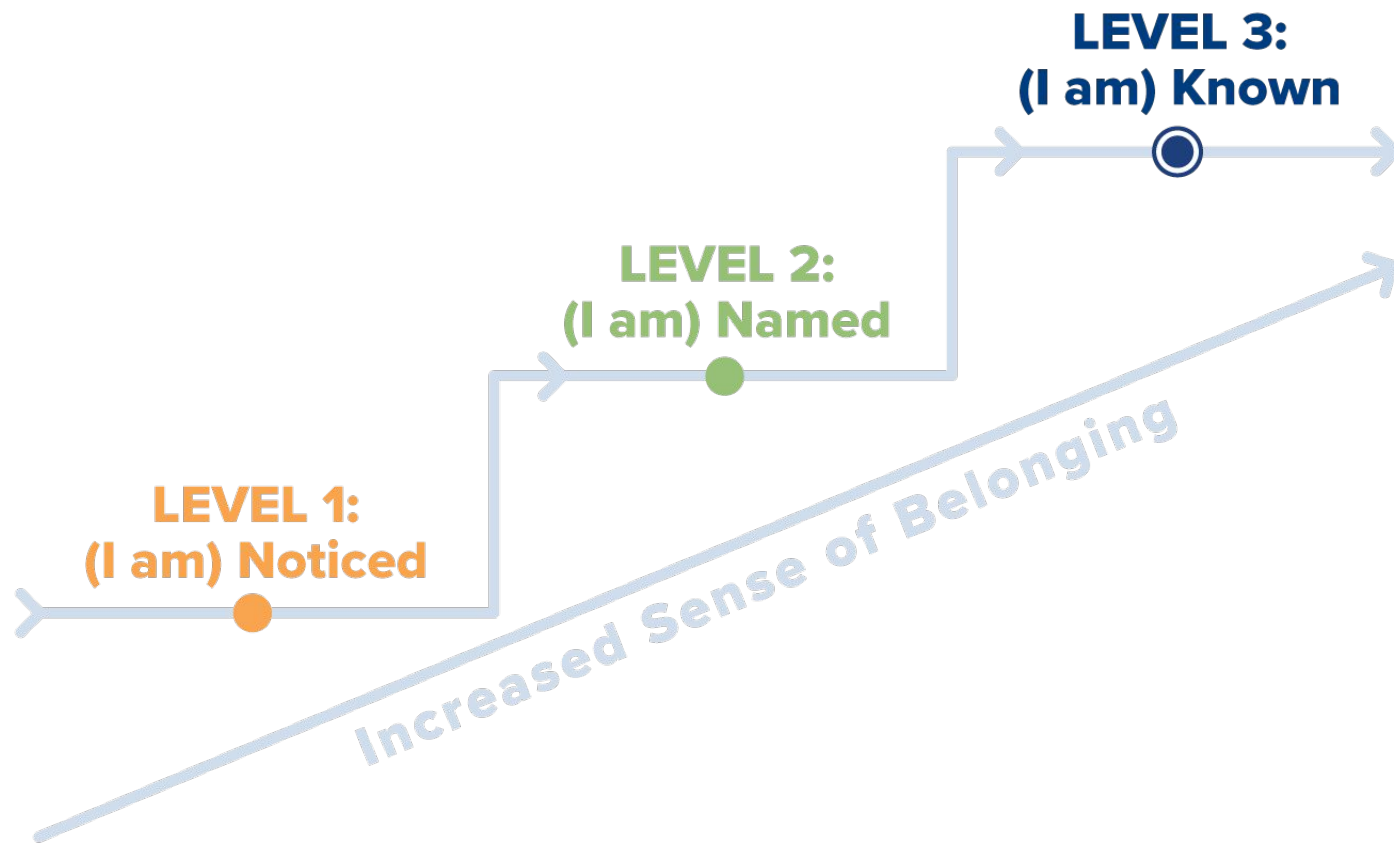 LEVEL 3:
(I am) Known
LEVEL 2:
(I am) Named
LEVEL 1:
(I am) Noticed
Increased Sense of Belonging